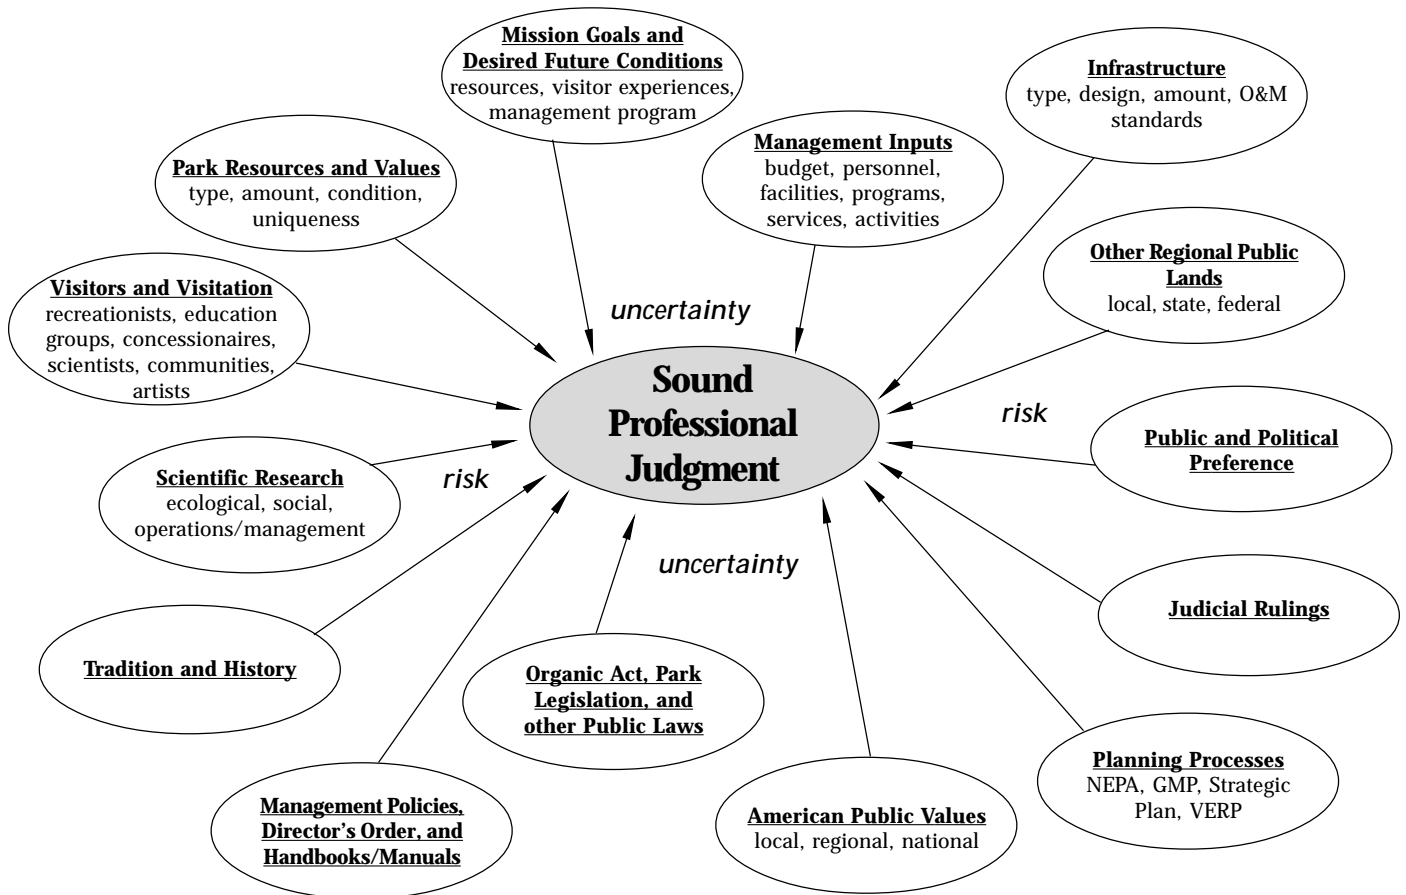 Mission Goals and
Desired Future Conditions
resources, visitor experiences,
management program
Infrastructure
type, design, amount, O&M
standards
Management Inputs
budget, personnel,
facilities, programs,
services, activities
Park Resources and Values
type, amount, condition,
uniqueness
Other Regional Public
Lands
local, state, federal
Visitors and Visitation
recreationists, education
groups, concessionaires,
scientists, communities,
artists
uncertainty
Sound
Professional
Judgment
risk
Public and Political
Preference
Scientific Research
ecological, social,
operations/management
risk
uncertainty
Judicial Rulings
Tradition and History
Organic Act, Park
Legislation, and
other Public Laws
Planning Processes
NEPA, GMP, Strategic
Plan, VERP
Management Policies,
Director's Order, and
Handbooks/Manuals
American Public Values
local, regional, national